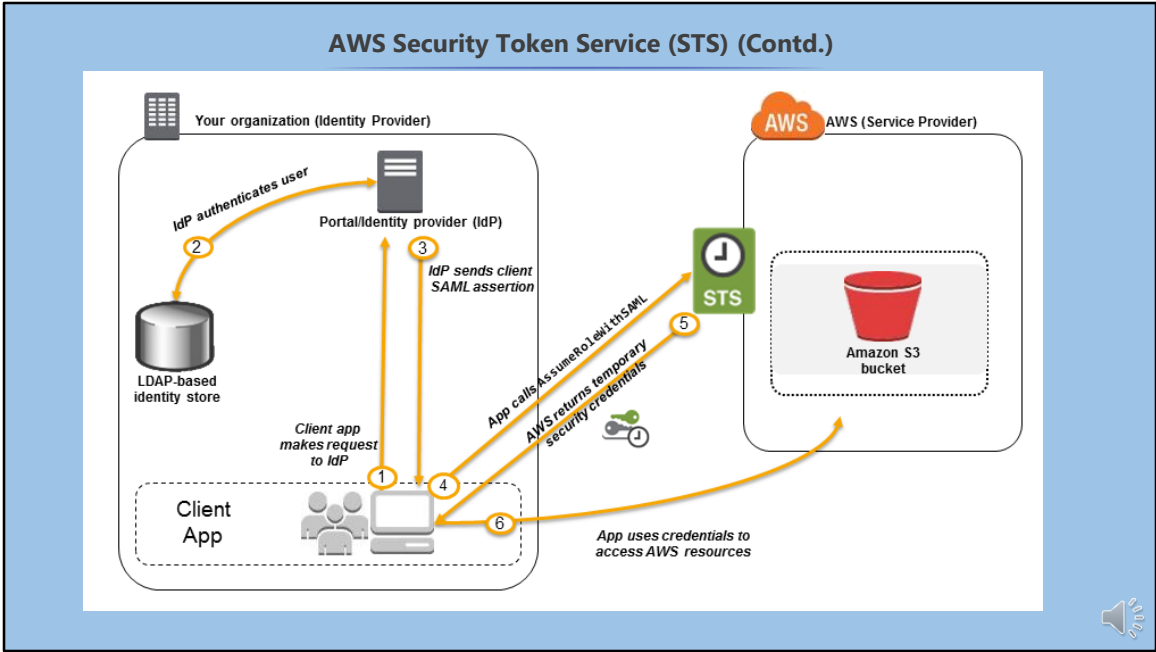 AWS Security Token Service (STS) (Contd.)
Your organization (Identity Provider)
AWS
AWS (Service Provider)
IdP authenticates user
Portal/Identity provider (IdP)
2
3
IdP sends client
SAML assertion
LDAP-based
identity store
STS
App calls AssumeRoleWithSAML
5
AWS returns temporary
security credentials
Amazon S3
bucket
Client app
makes request
to IdP
1
4
Client
App
6
App uses credentials to
access AWS resources